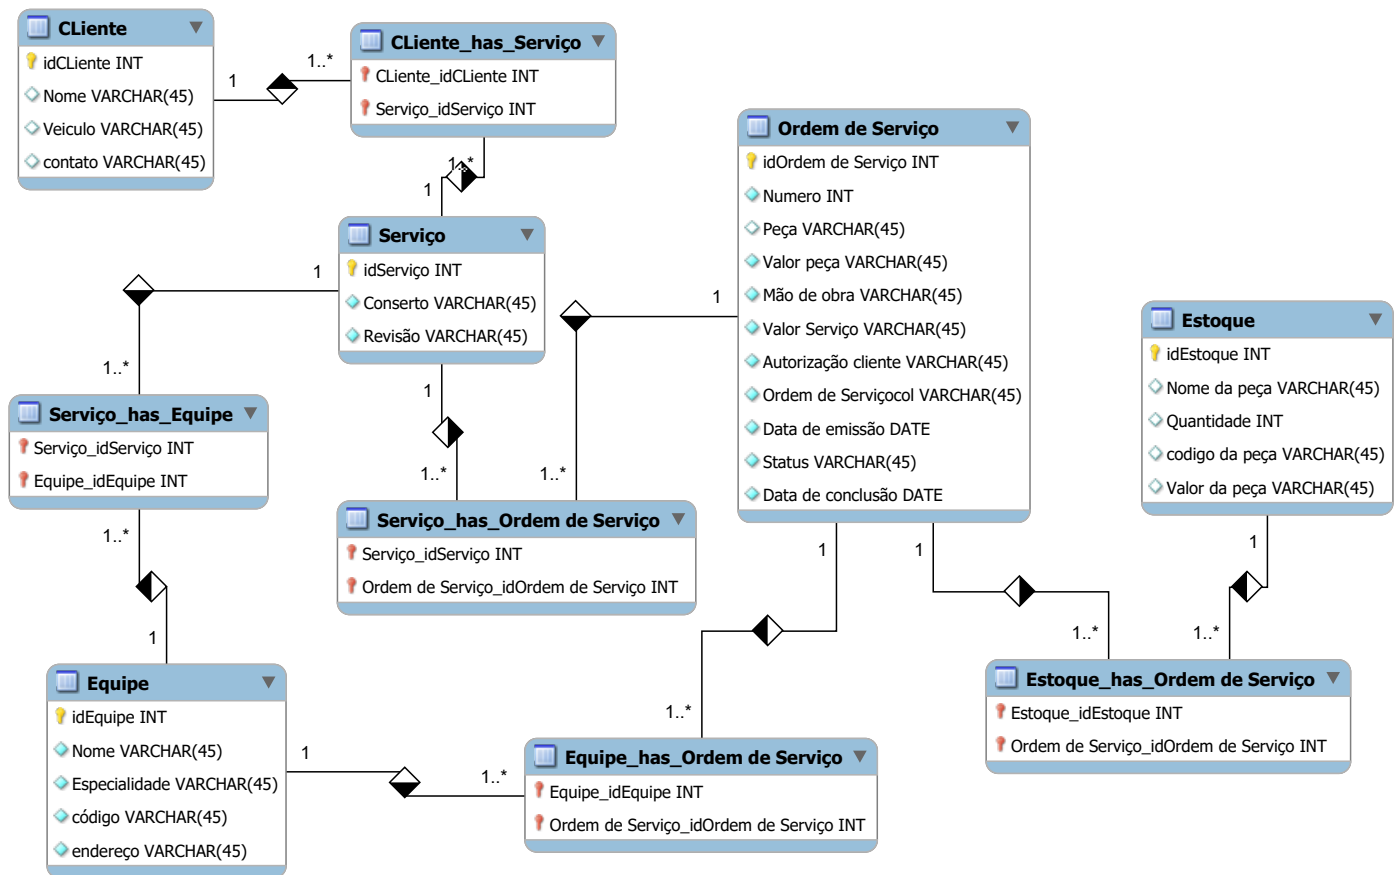 CLiente
idCLiente INT
Nome VARCHAR(45)
Veiculo VARCHAR(45)
contato VARCHAR(45)
1
1..*
CLiente_has_Serviço
CLiente_idCLiente INT
Serviço_idServiço INT
1..*
1
Serviço
idServiço INT
Conserto VARCHAR(45)
Revisão VARCHAR(45)
1
1..*
1
1..*
Serviço_has_Equipe
Serviço_idServiço INT
Equipe_idEquipe INT
1..*
1
Serviço_has_Ordem de Serviço
Serviço_idServiço INT
Ordem de Serviço_idOrdem de Serviço INT
1
1..*
Ordem de Serviço
idOrdem de Serviço INT
Numero INT
Peça VARCHAR(45)
Valor peça VARCHAR(45)
Mão de obra VARCHAR(45)
Valor Serviço VARCHAR(45)
Autorização cliente VARCHAR(45)
Ordem de Serviçocol VARCHAR(45)
Data de emissão DATE
Status VARCHAR(45)
Data de conclusão DATE
Estoque
idEstoque INT
Nome da peça VARCHAR(45)
Quantidade INT
codigo da peça VARCHAR(45)
Valor da peça VARCHAR(45)
1
1
1
1..*
1..*
1..*
Estoque_has_Ordem de Serviço
Estoque_idEstoque INT
Ordem de Serviço_idOrdem de Serviço INT
Equipe
idEquipe INT
Nome VARCHAR(45)
Especialidade VARCHAR(45)
código VARCHAR(45)
endereço VARCHAR(45)
1
1..*
Equipe_has_Ordem de Serviço
Equipe_idEquipe INT
Ordem de Serviço_idOrdem de Serviço INT